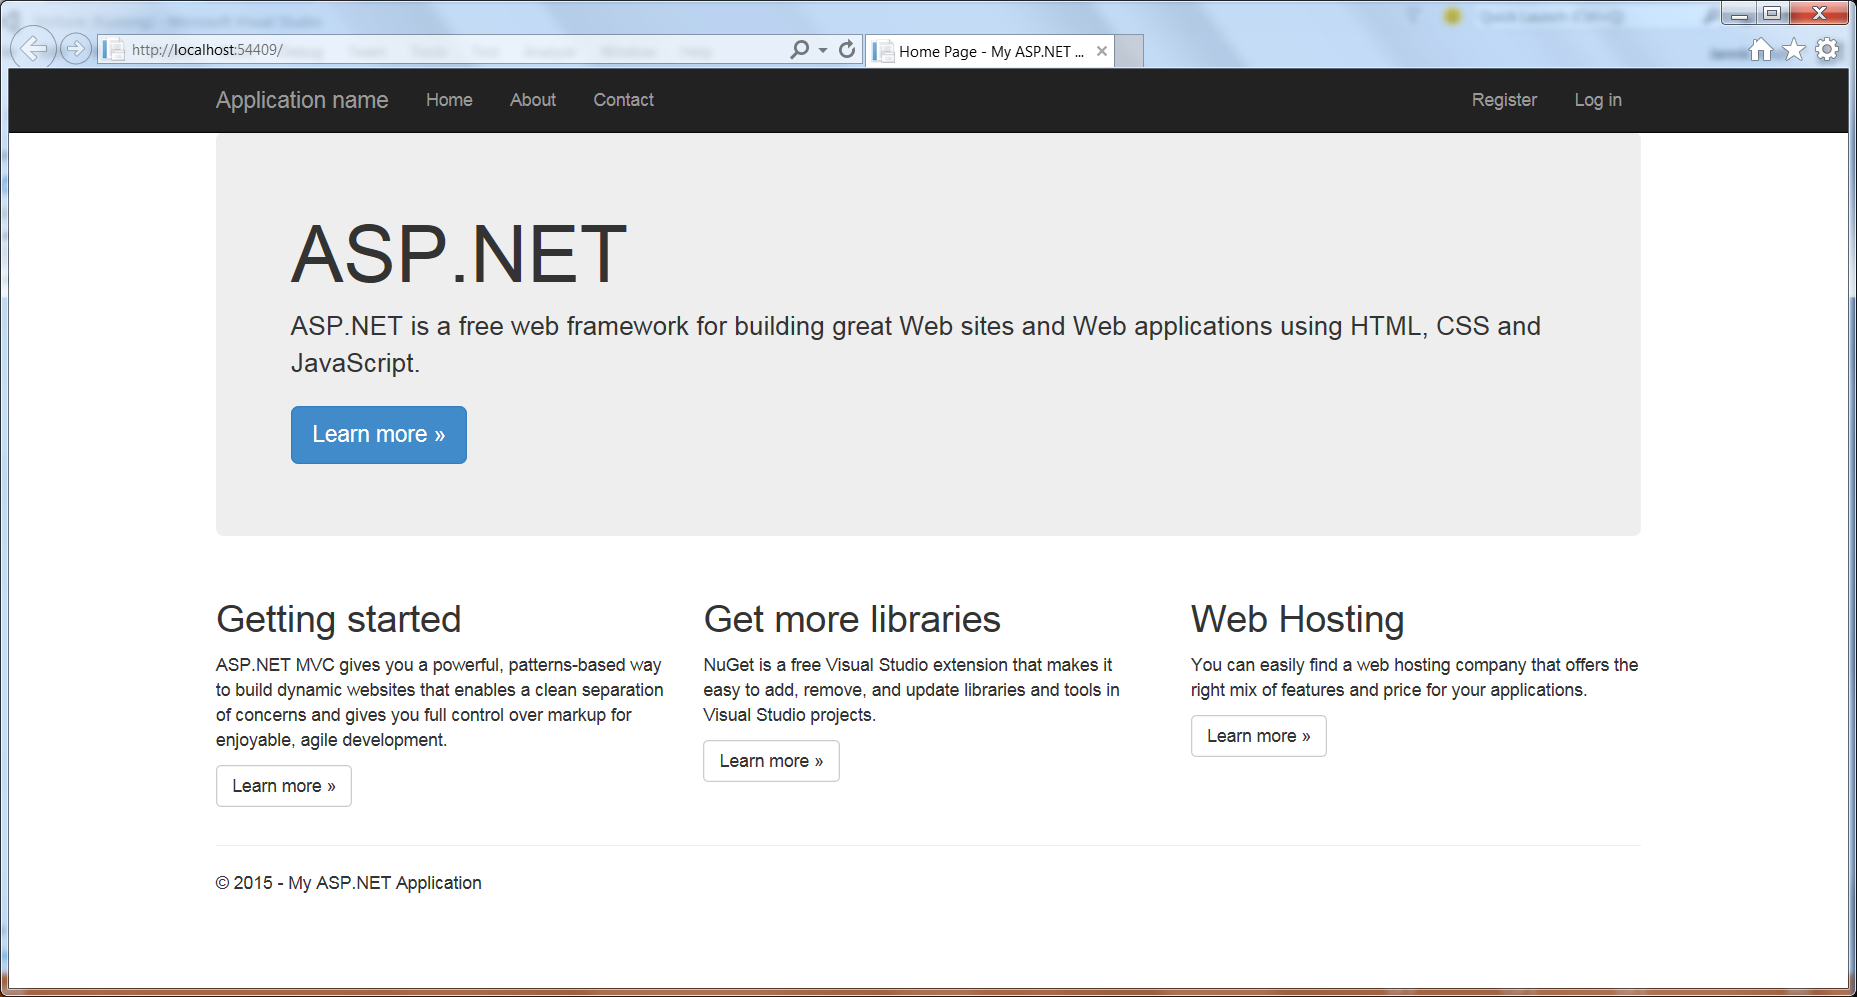 http://localhost:54409/
Home Page - My ASP.NET ...
Application name Home About Contact Register Log in
ASP.NET
ASP.NET is a free web framework for building great Web sites and Web applications using HTML, CSS and
JavaScript.
Learn more »
Getting started
ASP.NET MVC gives you a powerful, patterns-based way
to build dynamic websites that enables a clean separation
of concerns and gives you full control over markup for
enjoyable, agile development.
Learn more »
Get more libraries
NuGet is a free Visual Studio extension that makes it
easy to add, remove, and update libraries and tools in
Visual Studio projects.
Learn more »
Web Hosting
You can easily find a web hosting company that offers the
right mix of features and price for your applications.
Learn more »
© 2015 - My ASP.NET Application